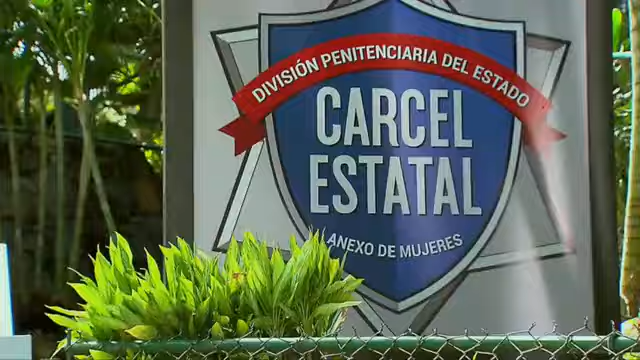 DIVISIÓN PENITENCIARIA DEL ESTADO
CARCEL
ESTATAL
ANEXO DE MUJERES